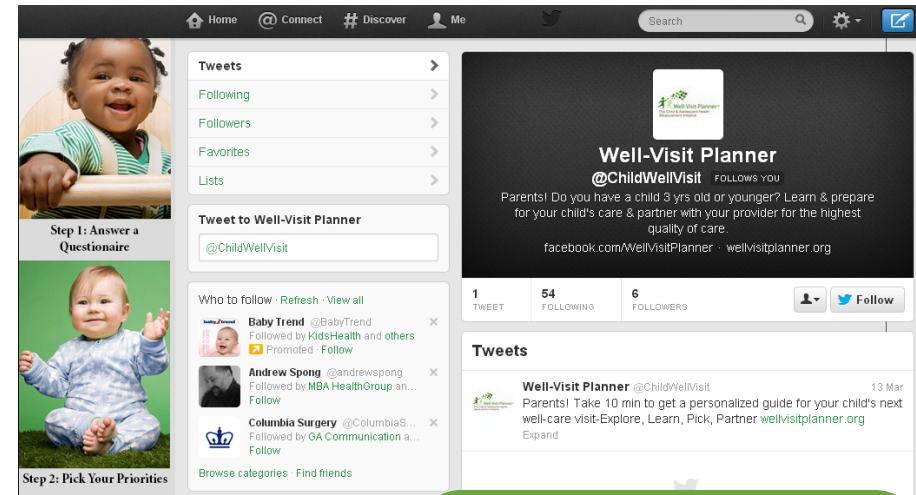 Home @ Connect # Discover Me
Search
Step 1: Answer a
Questionaire
Step 2: Pick Your Priorities
Tweets
Following
Followers
Favorites
Lists
Tweet to Well-Visit Planner
@ChildWellVisit
Who to follow · Refresh · View all
Baby Trend @BabyTrend
Followed by KidsHealth and others
Promoted · Follow
Andrew Spong @andrewspong
Followed by MBA HealthGroup an...
Follow
Columbia Surgery @ColumbiaS...
Followed by GA Communication a...
Follow
Browse categories · Find friends
Well-Visit Planner
Well-Visit Planner
@ChildWellVisit FOLLOWS YOU
Parents! Do you have a child 3 yrs old or younger? Learn & prepare
for your child's care & partner with your provider for the highest
quality of care.
facebook.com/WellVisitPlanner · wellvisitplanner.org
1 54 6
TWEET FOLLOWING FOLLOWERS
Follow
Tweets
Well-Visit Planner @ChildWellVisit 13 Mar
Parents! Take 10 min to get a personalized guide for your child's next
well-care visit-Explore, Learn, Pick, Partner wellvisitplanner.org
Expand